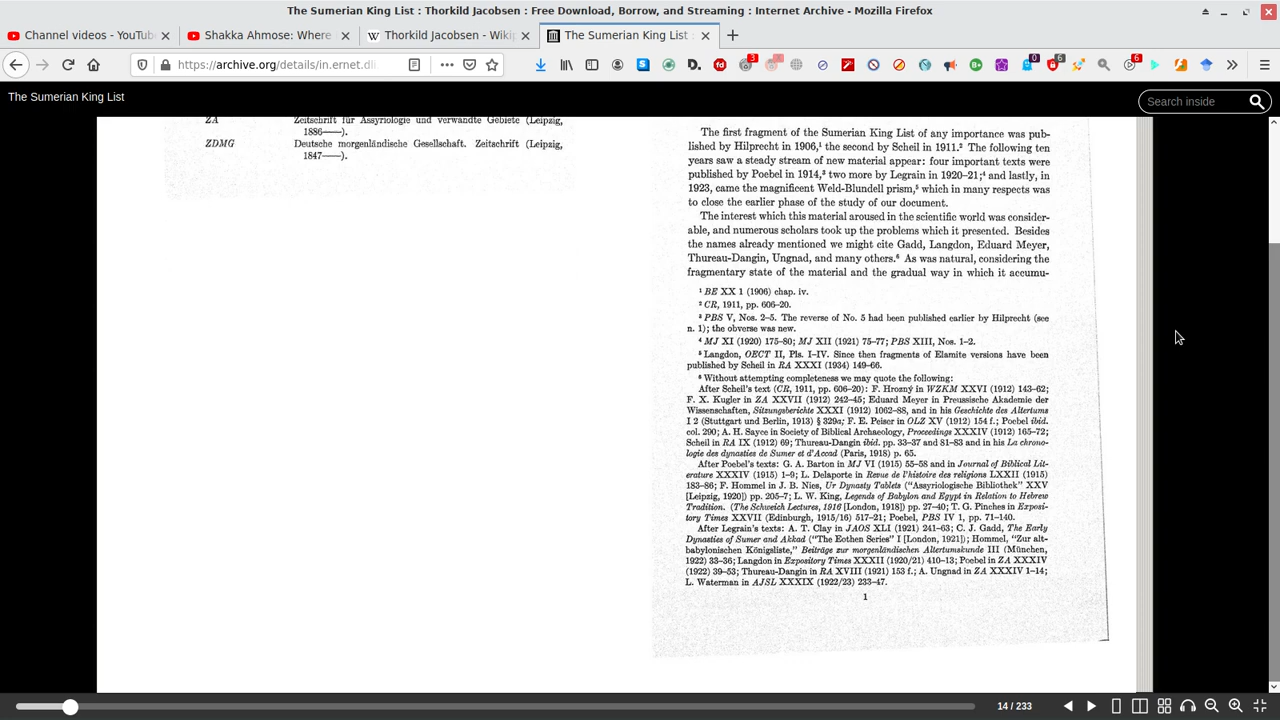 The Sumerian King List : Thorkild Jacobsen : Free Download, Borrow, and Streaming : Internet Archive - Mozilla Firefox
Channel videos - YouTube
Shakka Ahmose: Where
Thorkild Jacobsen - Wikip
The Sumerian King List
https://archive.org/details/in.ernet.dli
3
1
0
6
6
The Sumerian King List
Search inside
ZA Zeitschrift für Assyriologie und verwandte Gebiete (Leipzig,
1886——).
ZDMG Deutsche morgenländische Gesellschaft. Zeitschrift (Leipzig,
1847——).
The first fragment of the Sumerian King List of any importance was pub-
lished by Hilprecht in 1906,¹ the second by Scheil in 1911.² The following ten
years saw a steady stream of new material appear: four important texts were
published by Poebel in 1914,³ two more by Legrain in 1920–21;⁴ and lastly, in
1923, came the magnificent Weld-Blundell prism,⁵ which in many respects was
to close the earlier phase of the study of our document.
The interest which this material aroused in the scientific world was consider-
able, and numerous scholars took up the problems which it presented. Besides
the names already mentioned we might cite Gadd, Langdon, Eduard Meyer,
Thureau-Dangin, Ungnad, and many others.⁶ As was natural, considering the
fragmentary state of the material and the gradual way in which it accumu-
¹ BE XX 1 (1906) chap. iv.
² CR, 1911, pp. 606–20.
³ PBS V, Nos. 2–5. The reverse of No. 5 had been published earlier by Hilprecht (see
n. 1); the obverse was new.
⁴ MJ XI (1920) 175–80; MJ XII (1921) 75–77; PBS XIII, Nos. 1–2.
⁵ Langdon, OECT II, Pls. I–IV. Since then fragments of Elamite versions have been
published by Scheil in RA XXXI (1934) 149–66.
⁶ Without attempting completeness we may quote the following:
After Scheil's text (CR, 1911, pp. 606–20): F. Hrozný in WZKM XXVI (1912) 143–62;
F. X. Kugler in ZA XXVII (1912) 242–45; Eduard Meyer in Preussische Akademie der
Wissenschaften, Sitzungsberichte XXXI (1912) 1062–88, and in his Geschichte des Altertums
I 2 (Stuttgart und Berlin, 1913) § 329a; F. E. Peiser in OLZ XV (1912) 154 f.; Poebel ibid.
col. 290; A. H. Sayce in Society of Biblical Archaeology, Proceedings XXXIV (1912) 165–72;
Scheil in RA IX (1912) 69; Thureau-Dangin ibid. pp. 33–37 and 81–83 and in his La chrono-
logie des dynasties de Sumer et d'Accad (Paris, 1918) p. 65.
After Poebel's texts: G. A. Barton in MJ VI (1915) 55–58 and in Journal of Biblical Lit-
erature XXXIV (1915) 1–9; L. Delaporte in Revue de l'histoire des religions LXXII (1915)
183–86; F. Hommel in J. B. Nies, Ur Dynasty Tablets ("Assyriologische Bibliothek" XXV
[Leipzig, 1920]) pp. 205–7; L. W. King, Legends of Babylon and Egypt in Relation to Hebrew
Tradition. (The Schweich Lectures, 1916 [London, 1918]) pp. 27–40; T. G. Pinches in Exposi-
tory Times XXVII (Edinburgh, 1915/16) 517–21; Poebel, PBS IV 1, pp. 71–140.
After Legrain's texts: A. T. Clay in JAOS XLI (1921) 241–63; C. J. Gadd, The Early
Dynasties of Sumer and Akkad ("The Eothen Series" I [London, 1921]); Hommel, "Zur alt-
babylonischen Königsliste," Beiträge zur morgenländischen Altertumskunde III (München,
1922) 33–36; Langdon in Expository Times XXXII (1920/21) 410–13; Poebel in ZA XXXIV
(1922) 39–53; Thureau-Dangin in RA XVIII (1921) 153 f.; A. Ungnad in ZA XXXIV 1–14;
L. Waterman in AJSL XXXIX (1922/23) 233–47.
1
14 / 233